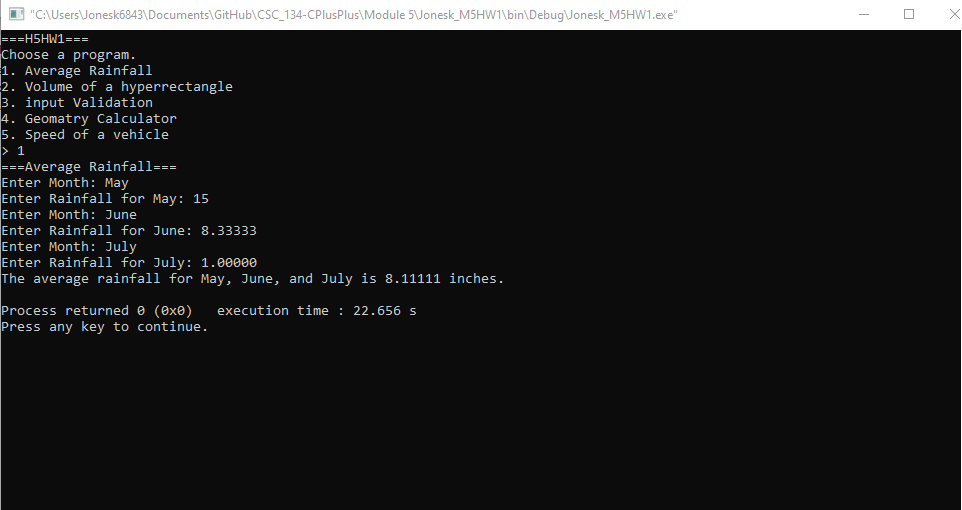 "C:\Users\Jonesk6843\Documents\GitHub\CSC_134-CPlusPlus\Module 5\Jonesk_M5HW1\bin\Debug\Jonesk_M5HW1.exe"
===H5HW1===
Choose a program.
1. Average Rainfall
2. Volume of a hyperrectangle
3. input Validation
4. Geomatry Calculator
5. Speed of a vehicle
> 1
===Average Rainfall===
Enter Month: May
Enter Rainfall for May: 15
Enter Month: June
Enter Rainfall for June: 8.33333
Enter Month: July
Enter Rainfall for July: 1.00000
The average rainfall for May, June, and July is 8.11111 inches.
Process returned 0 (0x0)   execution time : 22.656 s
Press any key to continue.